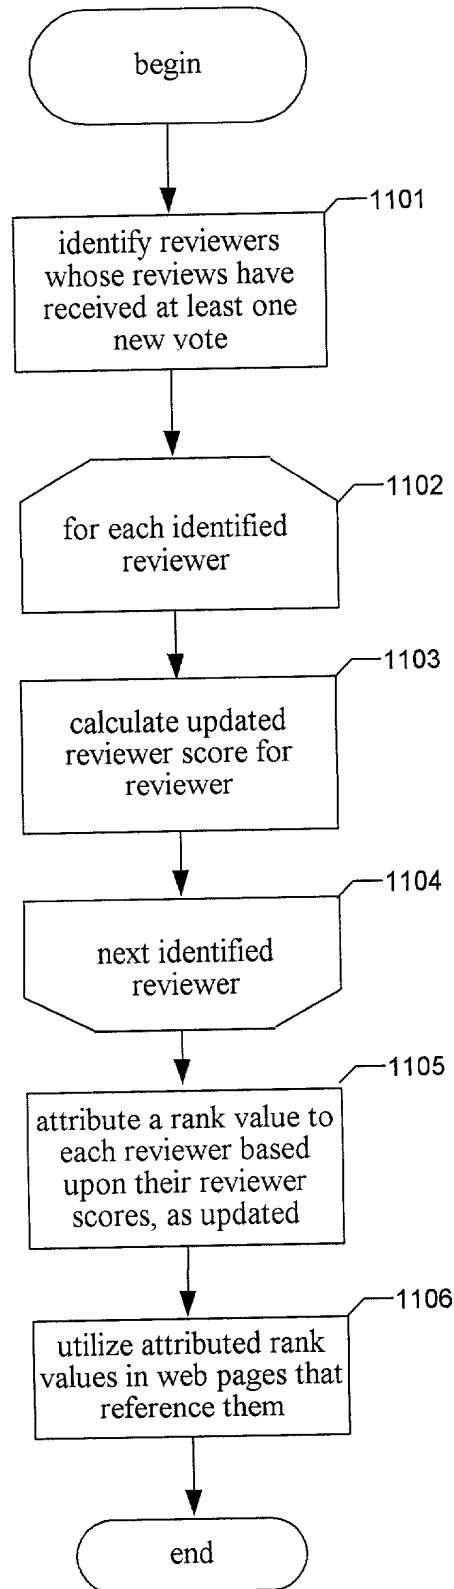 begin
1101
identify reviewers
whose reviews have
received at least one
new vote
1102
for each identified
reviewer
1103
calculate updated
reviewer score for
reviewer
1104
next identified
reviewer
1105
attribute a rank value to
each reviewer based
upon their reviewer
scores, as updated
1106
utilize attributed rank
values in web pages that
reference them
end